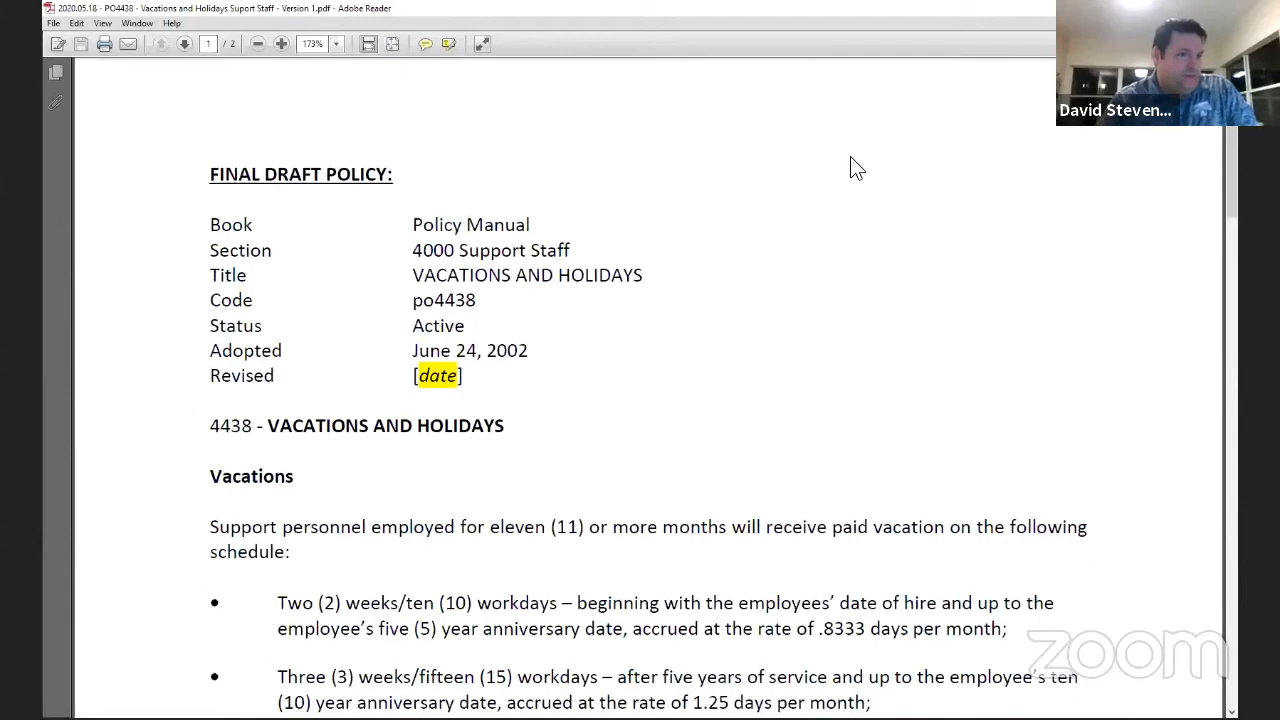 2020.05.18 - PO4438 - Vacations and Holidays Suport Staff - Version 1.pdf - Adobe Reader
File Edit View Window Help
1 / 2 173%
David Steven...
FINAL DRAFT POLICY:
Book Policy Manual
Section 4000 Support Staff
Title VACATIONS AND HOLIDAYS
Code po4438
Status Active
Adopted June 24, 2002
Revised [date]
4438 - VACATIONS AND HOLIDAYS
Vacations
Support personnel employed for eleven (11) or more months will receive paid vacation on the following
schedule:
• Two (2) weeks/ten (10) workdays – beginning with the employees’ date of hire and up to the
employee’s five (5) year anniversary date, accrued at the rate of .8333 days per month;
• Three (3) weeks/fifteen (15) workdays – after five years of service and up to the employee’s ten
(10) year anniversary date, accrued at the rate of 1.25 days per month;
zoom